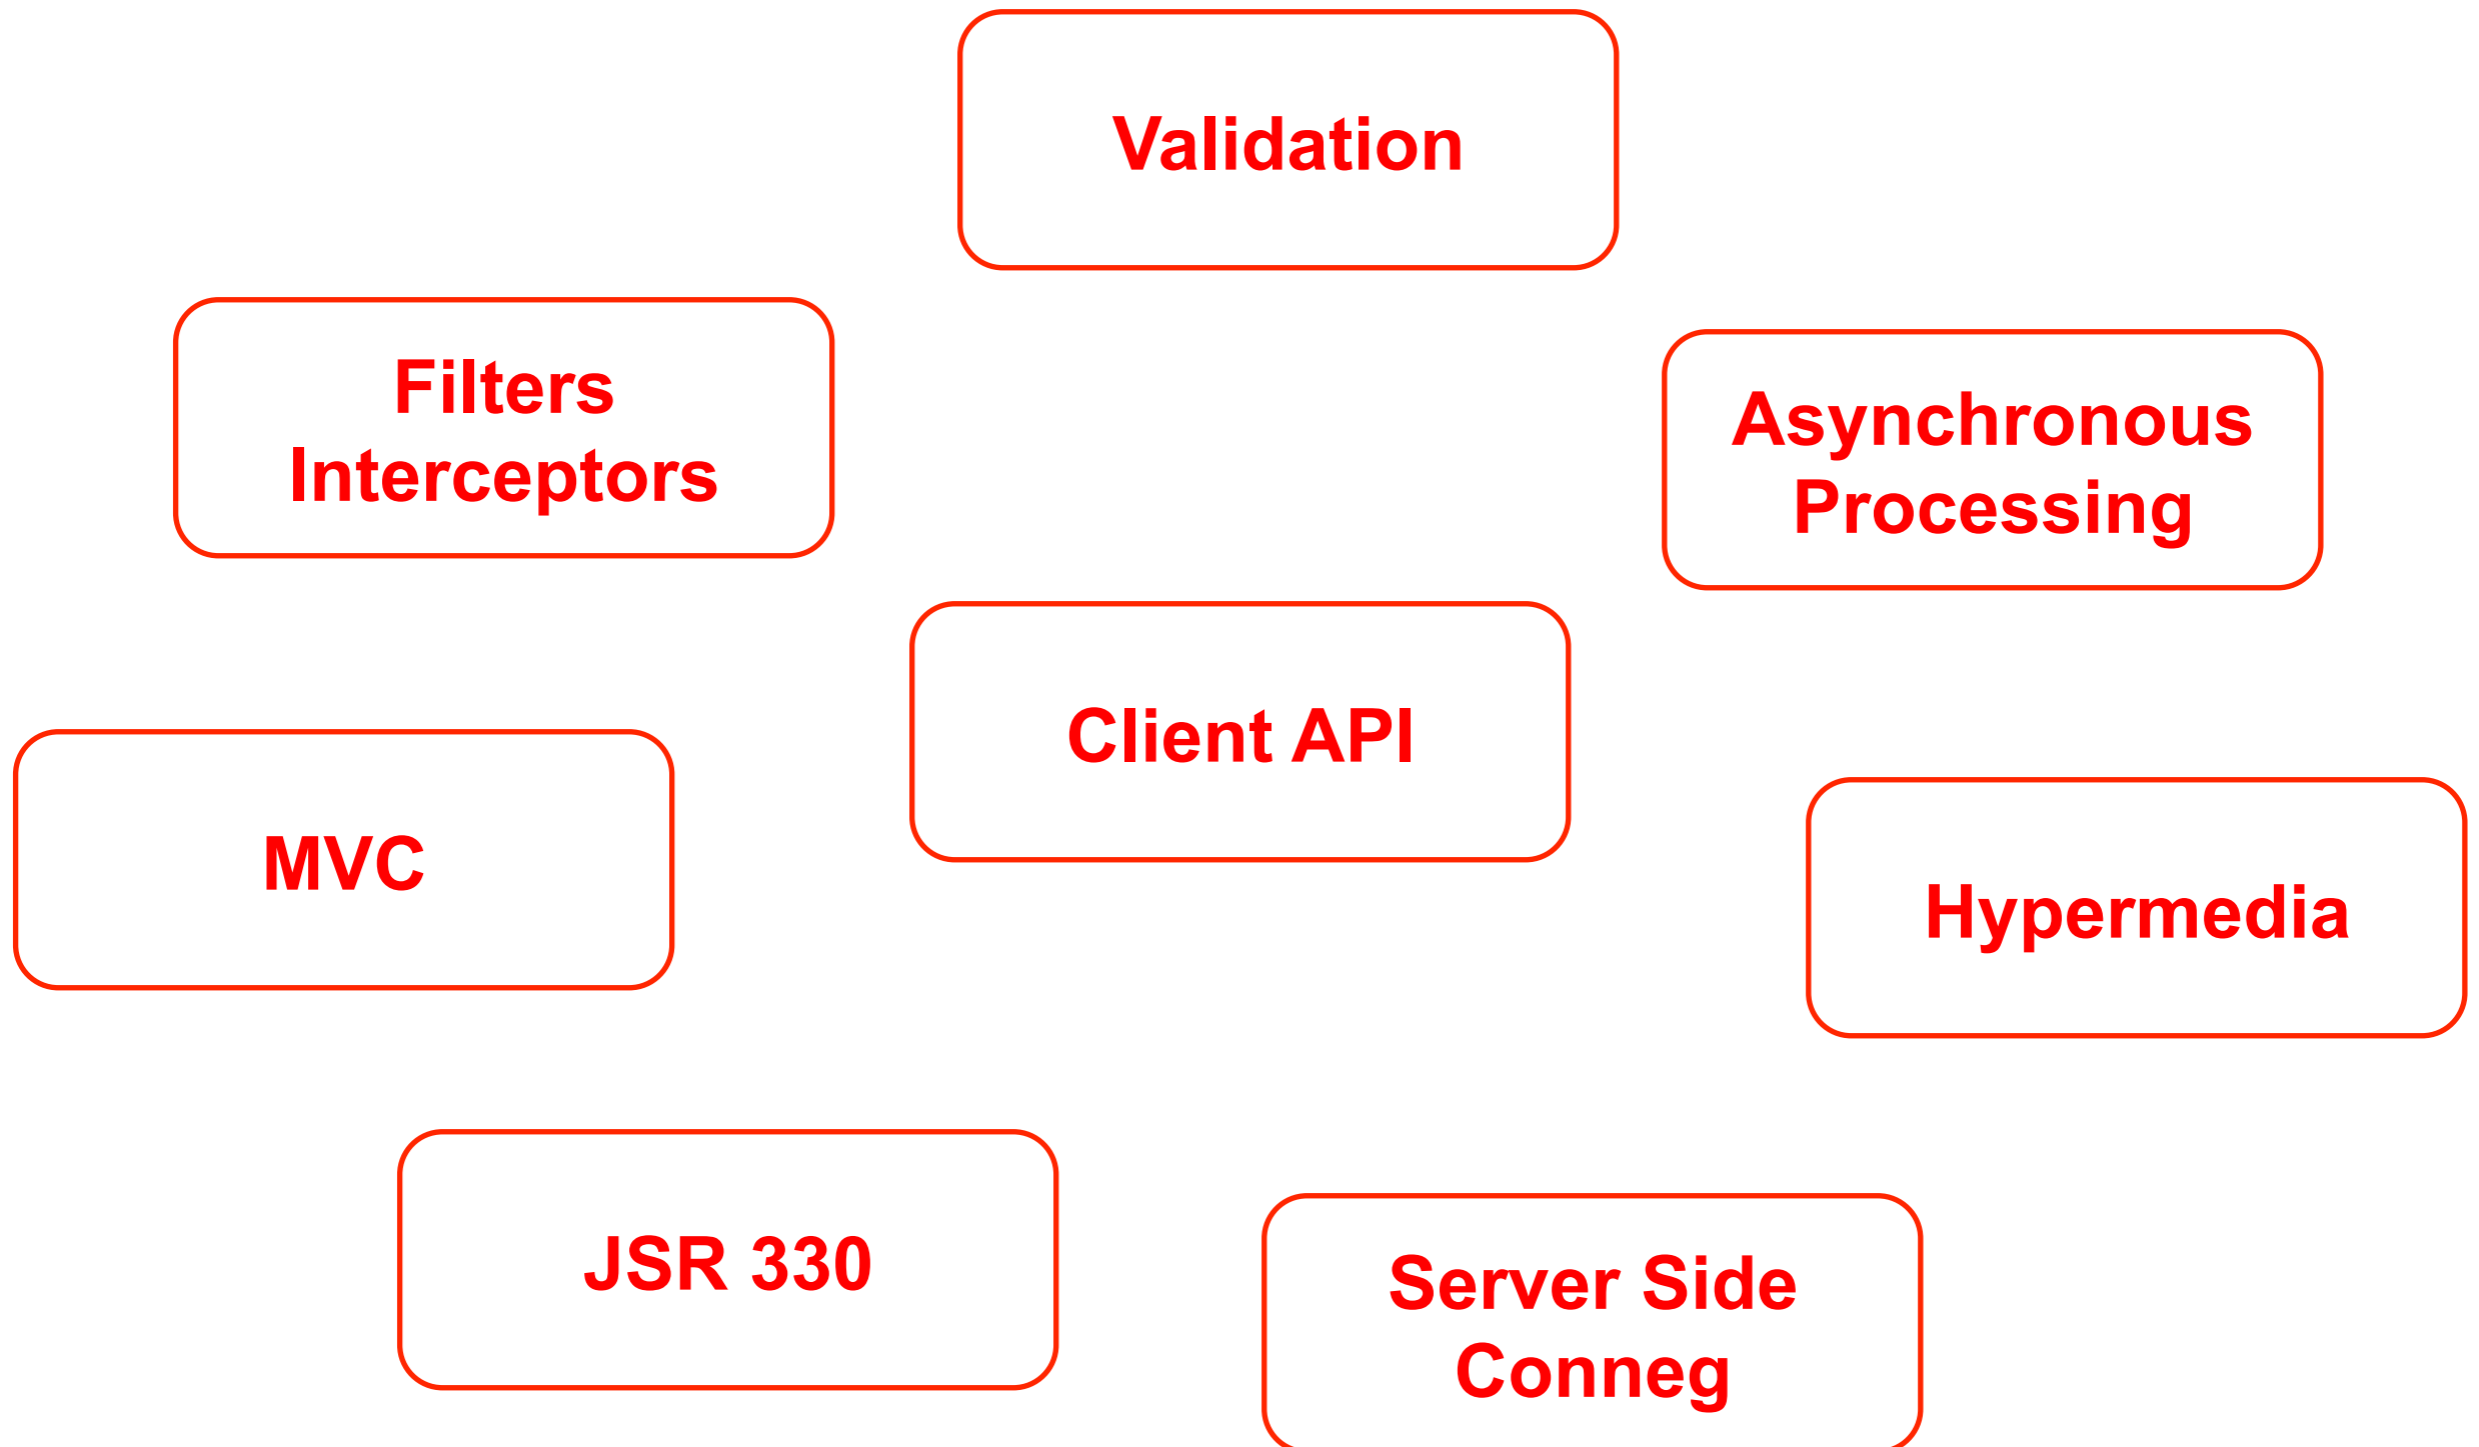 Validation
Filters
Interceptors
Asynchronous
Processing
Client API
MVC
Hypermedia
JSR 330
Server Side
Conneg